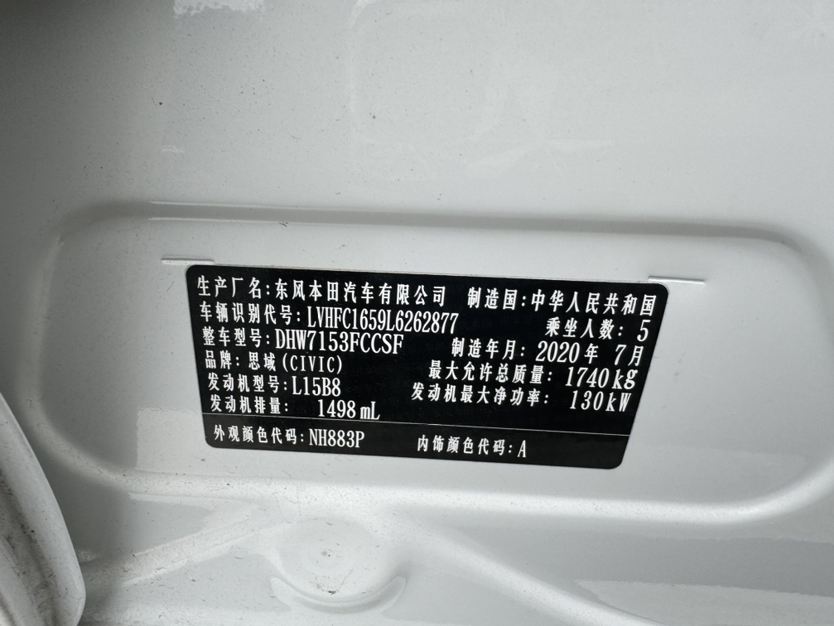 生产厂名:东风本田汽车有限公司 制造国:中华人民共和国
车辆识别代号:LVHFC1659L6262877 乘坐人数: 5
整车型号:DHW7153FCCSF 制造年月: 2020年 7月
品牌:思域(CIVIC) 最大允许总质量: 1740kg
发动机型号:L15B8 发动机最大净功率: 130kW
发动机排量: 1498mL
外观颜色代码:NH883P 内饰颜色代码:A